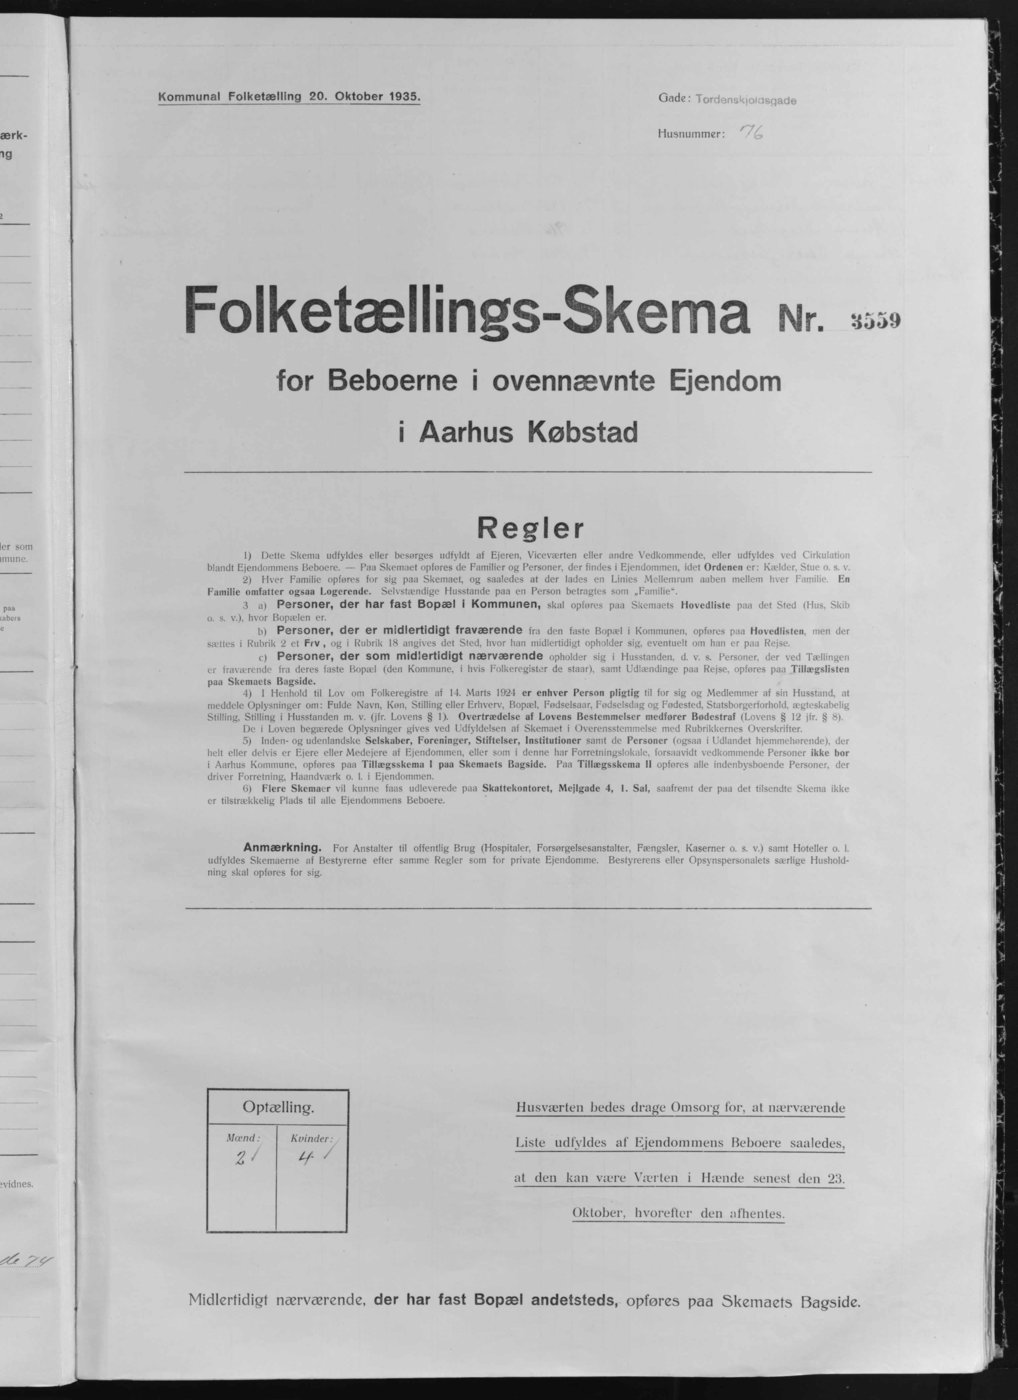 Kommunal Folketælling 20. Oktober 1935.
Gade: Tordenskjoldsgade
Husnummer: 76
Folketællings-Skema Nr. 3559
for Beboerne i ovennævnte Ejendom
i Aarhus Købstad
Regler
1) Dette Skema udfyldes eller besørges udfyldt af Ejeren, Viceværten eller andre Vedkommende, eller udfyldes ved Cirkulation
blandt Ejendommens Beboere. — Paa Skemaet opføres de Familier og Personer, der findes i Ejendommen, idet Ordenen er: Kælder, Stue o. s. v.
2) Hver Familie opføres for sig paa Skemaet, og saaledes at der lades en Linies Mellemrum aaben mellem hver Familie. En
Familie omfatter ogsaa Logerende. Selvstændige Husstande paa en Person betragtes som „Familie“.
3 a) Personer, der har fast Bopæl i Kommunen, skal opføres paa Skemaets Hovedliste paa det Sted (Hus, Skib
o. s. v.), hvor Bopælen er.
b) Personer, der er midlertidigt fraværende fra den faste Bopæl i Kommunen, opføres paa Hovedlisten, men der
sættes i Rubrik 2 et Frv, og i Rubrik 18 angives det Sted, hvor han midlertidigt opholder sig, eventuelt om han er paa Rejse.
c) Personer, der som midlertidigt nærværende opholder sig i Husstanden, d. v. s. Personer, der ved Tællingen
er fraværende fra deres faste Bopæl (den Kommune, i hvis Folkeregister de staar), samt Udlændinge paa Rejse, opføres paa Tillægslisten
paa Skemaets Bagside.
4) I Henhold til Lov om Folkeregistre af 14. Marts 1924 er enhver Person pligtig til for sig og Medlemmer af sin Husstand, at
meddele Oplysninger om: Fulde Navn, Køn, Stilling eller Erhverv, Bopæl, Fødselsaar, Fødselsdag og Fødested, Statsborgerforhold, ægteskabelig
Stilling, Stilling i Husstanden m. v. (jfr. Lovens § 1). Overtrædelse af Lovens Bestemmelser medfører Bødestraf (Lovens § 12 jfr. § 8).
De i Loven begærede Oplysninger gives ved Udfyldelsen af Skemaet i Overensstemmelse med Rubrikkernes Overskrifter.
5) Inden- og udenlandske Selskaber, Foreninger, Stiftelser, Institutioner samt de Personer (ogsaa i Udlandet hjemmehørende), der
helt eller delvis er Ejere eller Medejere af Ejendommen, eller som i denne har Forretningslokale, forsaavidt vedkommende Personer ikke bor
i Aarhus Kommune, opføres paa Tillægsskema I paa Skemaets Bagside. Paa Tillægsskema II opføres alle indenbysboende Personer, der
driver Forretning, Haandværk o. l. i Ejendommen.
6) Flere Skemaer vil kunne faas udleverede paa Skattekontoret, Mejlgade 4, 1. Sal, saafremt der paa det tilsendte Skema ikke
er tilstrækkelig Plads til alle Ejendommens Beboere.
Anmærkning. For Anstalter til offentlig Brug (Hospitaler, Forsørgelsesanstalter, Fængsler, Kaserner o. s. v.) samt Hoteller o. l.
udfyldes Skemaerne af Bestyrerne efter samme Regler som for private Ejendomme. Bestyrerens eller Opsynspersonalets særlige Hushold-
ning skal opføres for sig.
Optælling.
Mænd: Kvinder:
2 4
Husværten bedes drage Omsorg for, at nærværende
Liste udfyldes af Ejendommens Beboere saaledes,
at den kan være Værten i Hænde senest den 23.
Oktober, hvorefter den afhentes.
Midlertidigt nærværende, der har fast Bopæl andetsteds, opføres paa Skemaets Bagside.